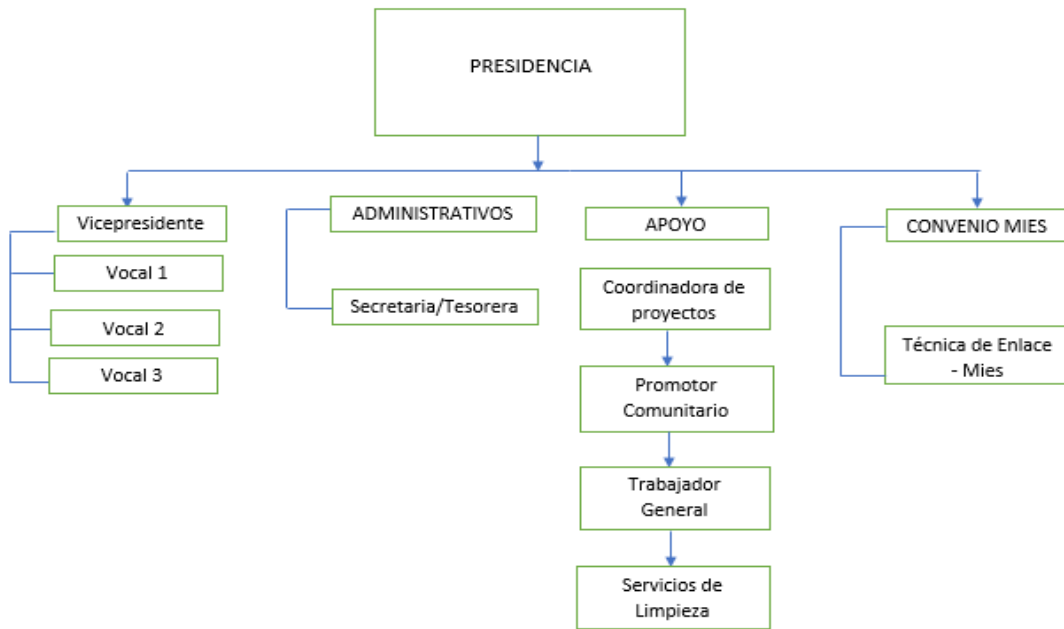 PRESIDENCIA
Vicepresidente
Vocal 1
Vocal 2
Vocal 3
ADMINISTRATIVOS
Secretaria/Tesorera
APOYO
Coordinadora de
proyectos
Promotor
Comunitario
Trabajador
General
Servicios de
Limpieza
CONVENIO MIES
Técnica de Enlace
- Mies